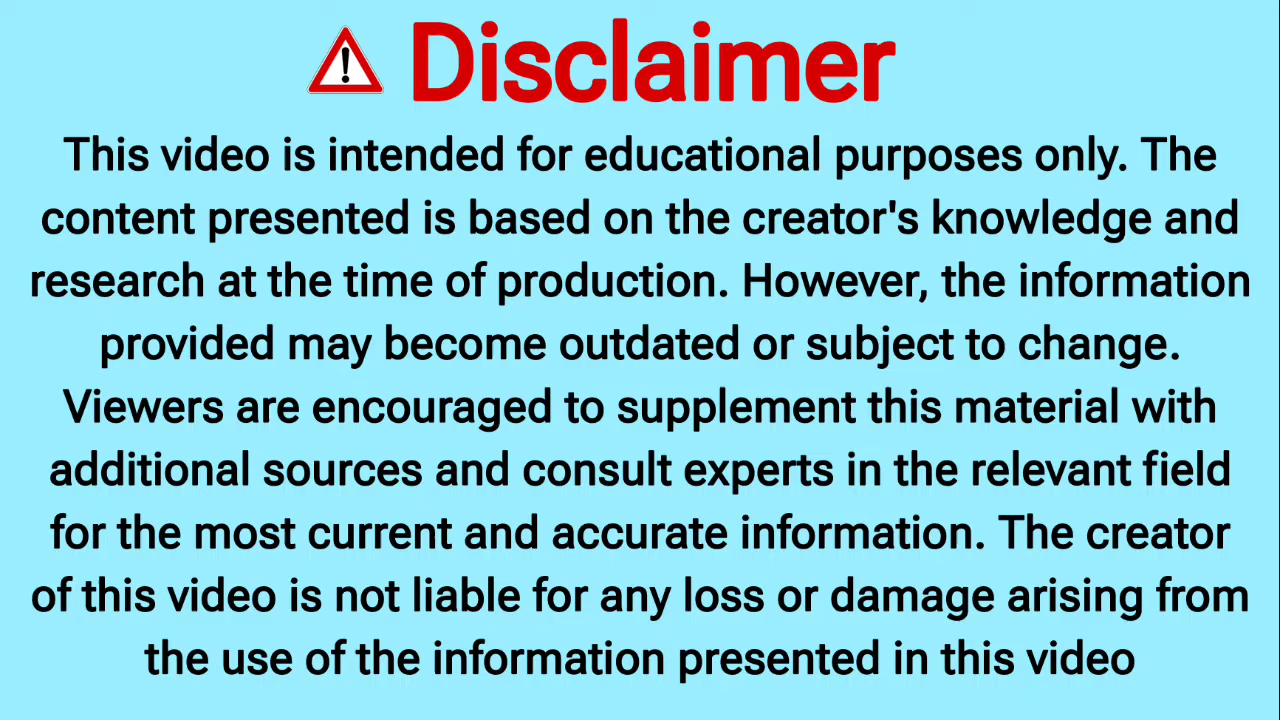 Disclaimer
This video is intended for educational purposes only. The
content presented is based on the creator's knowledge and
research at the time of production. However, the information
provided may become outdated or subject to change.
Viewers are encouraged to supplement this material with
additional sources and consult experts in the relevant field
for the most current and accurate information. The creator
of this video is not liable for any loss or damage arising from
the use of the information presented in this video